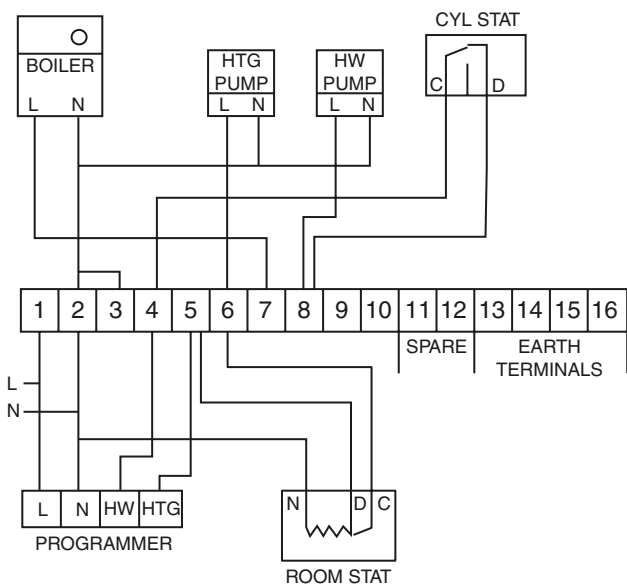 CYL STAT
BOILER
HTG
PUMP
HW
PUMP
L N
L N
L N
C D
1 2 3 4 5 6 7 8 9 10 11 12 13 14 15 16
SPARE
EARTH
TERMINALS
L
N
L N HW HTG
PROGRAMMER
N D C
ROOM STAT